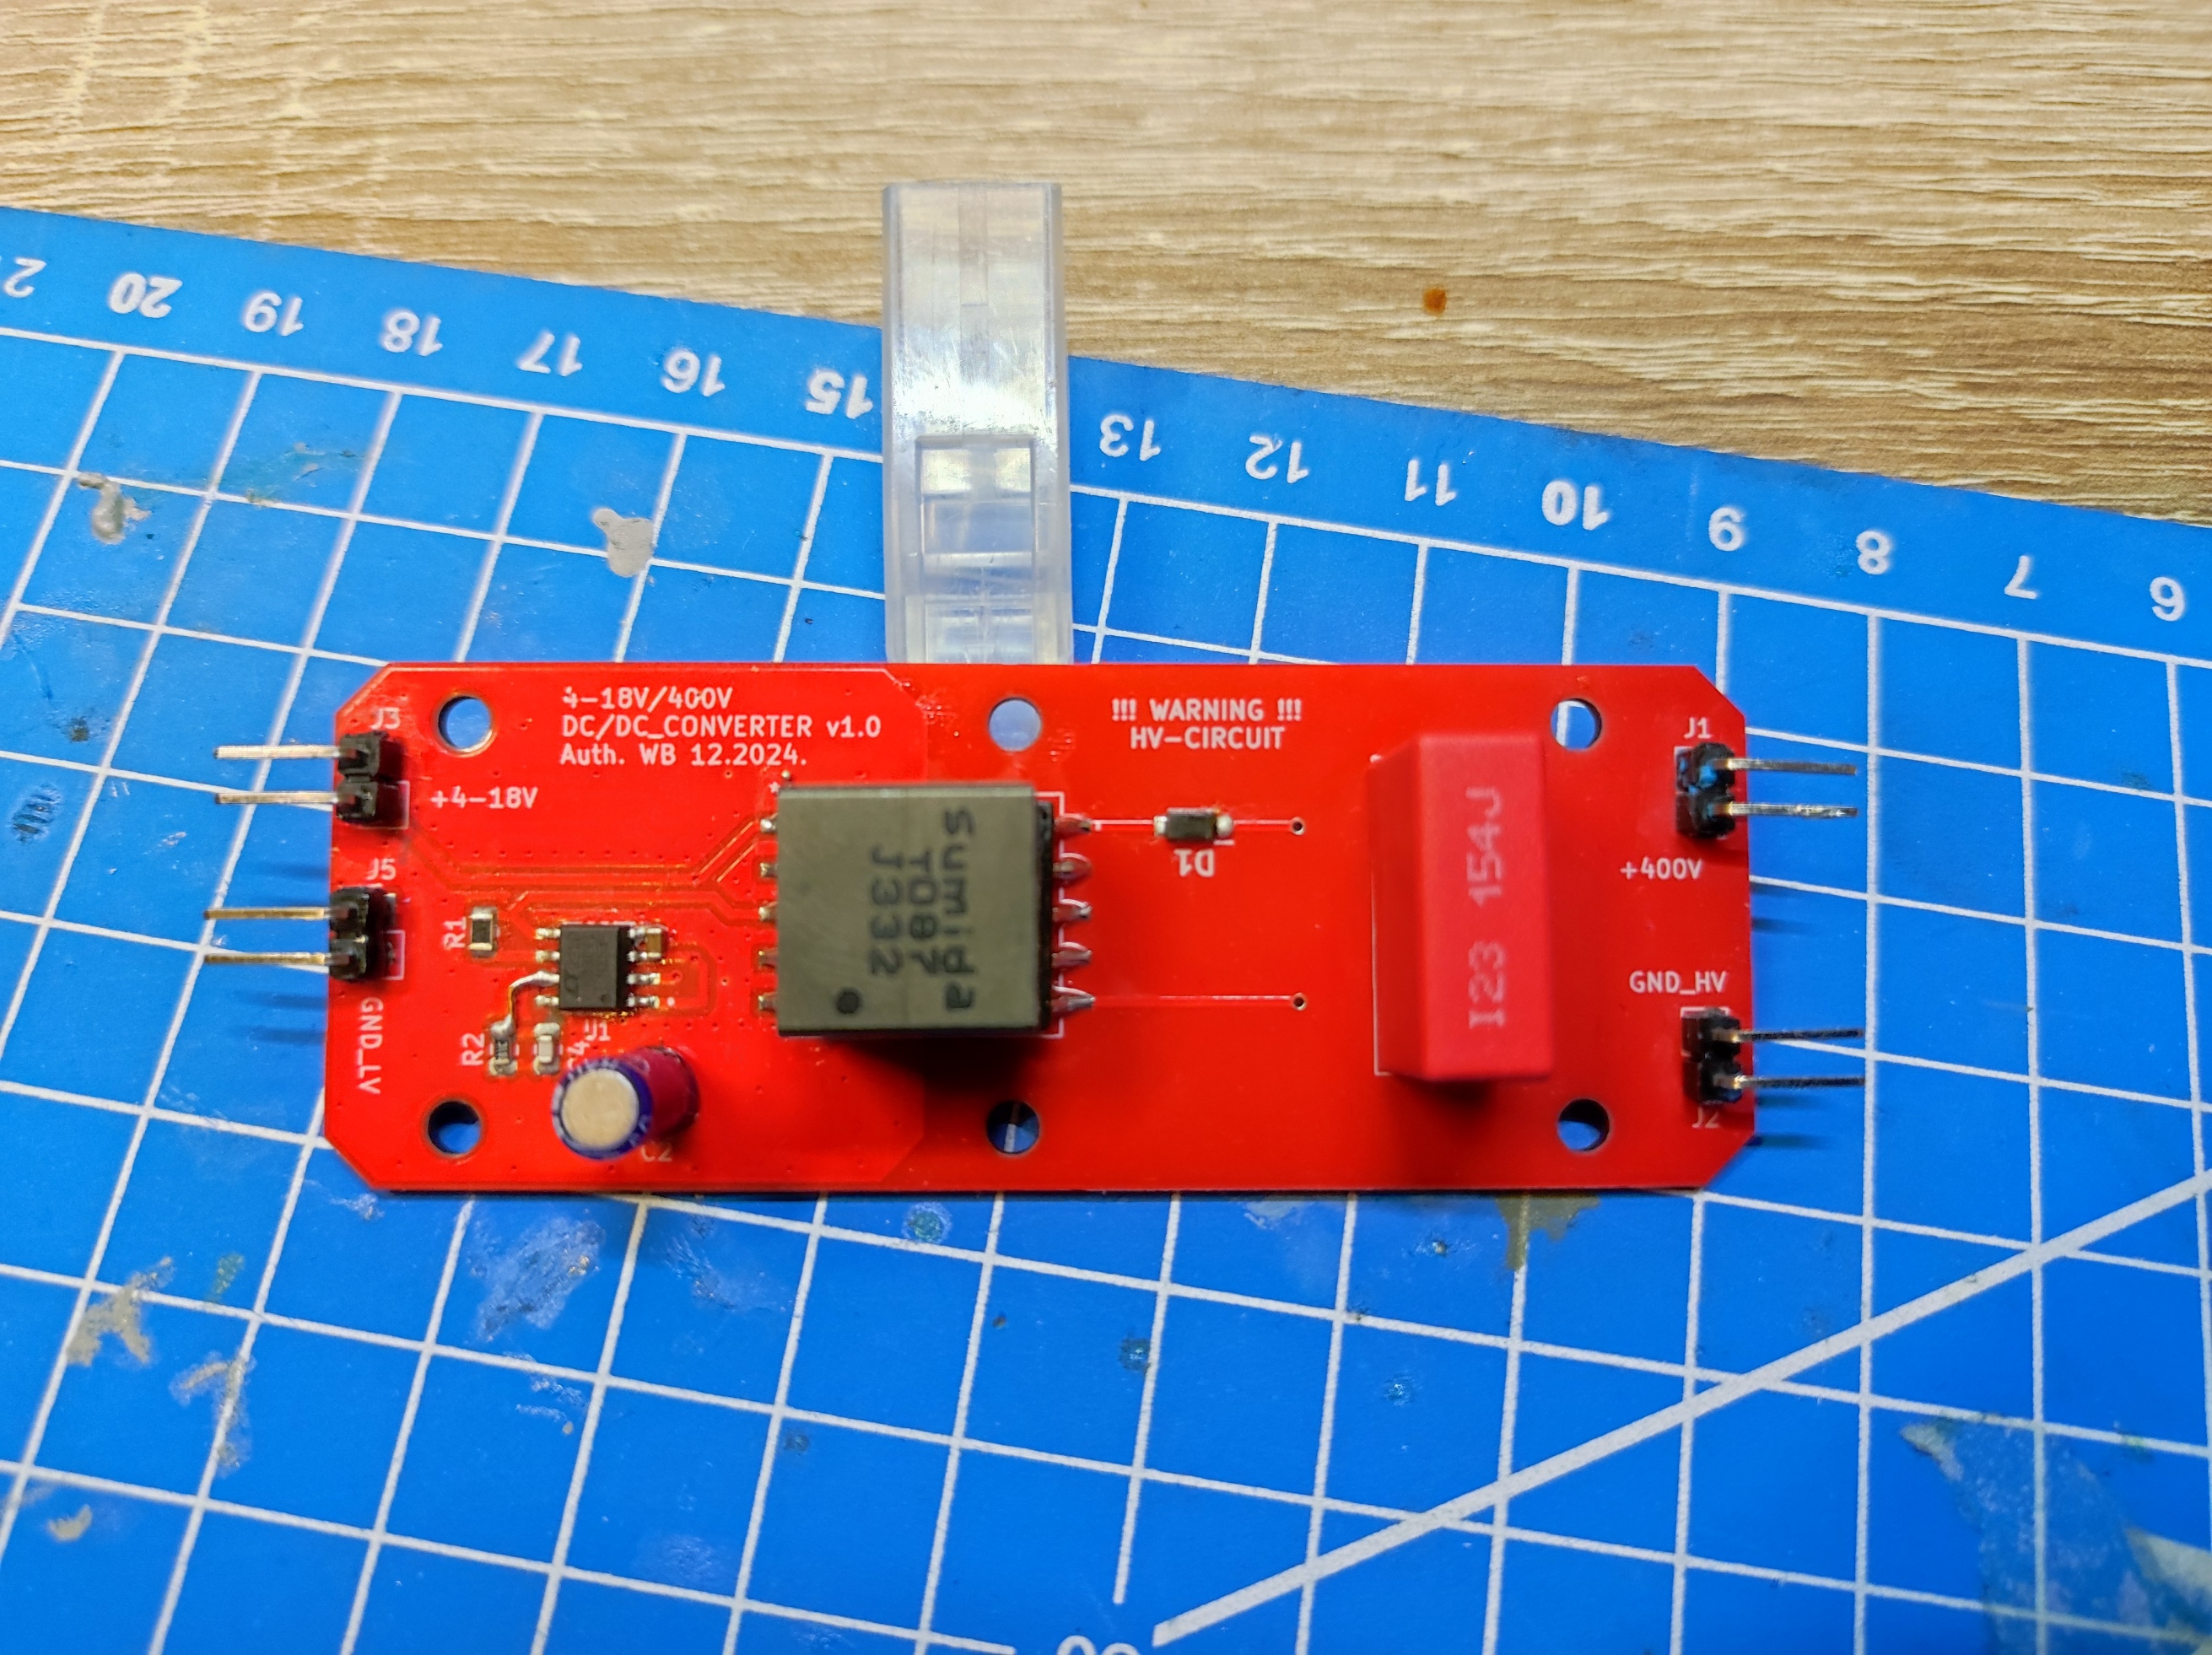 20 19 18 17 16 15 13 12 11 10 9 8 7 6
4-18V/400V
DC/DC_CONVERTER v1.0
Auth. WB 12.2024.
!!! WARNING !!!
HV-CIRCUIT
J3
+4-18V
J1
+400V
sumida
T087
J332
D1
I23 154J
J5
R1
GND_LV
R2
GND_HV
J2
C2